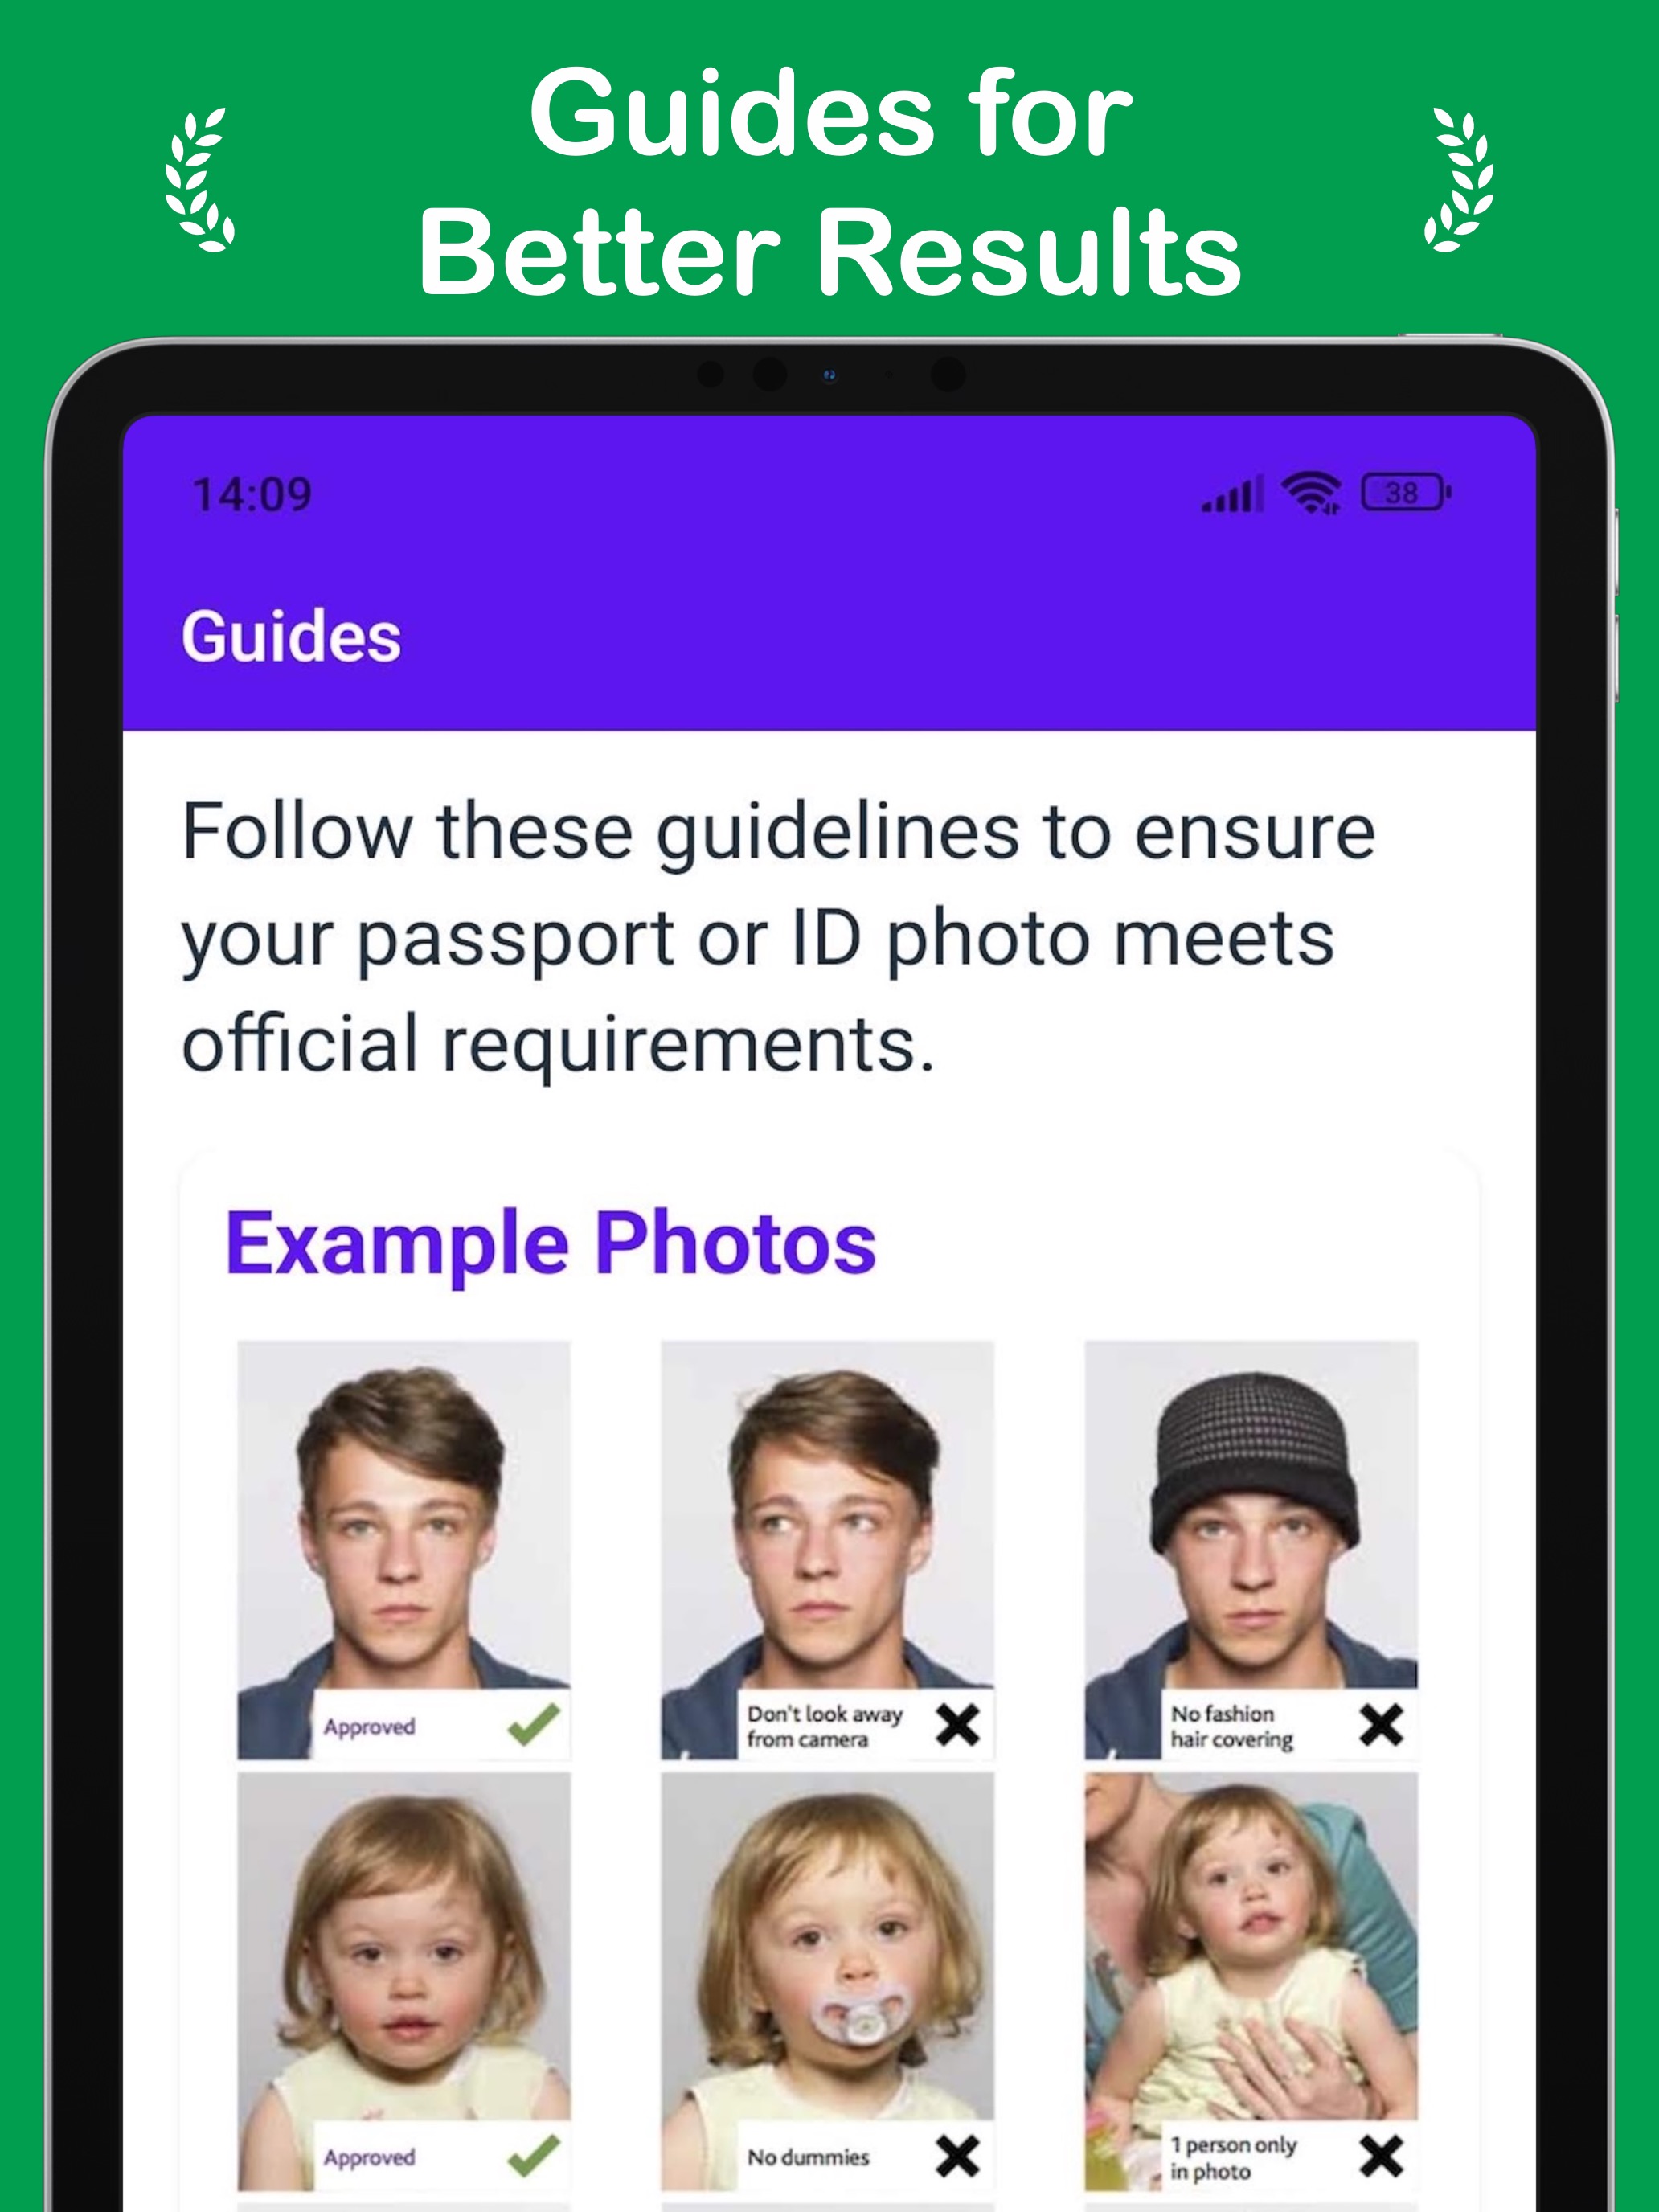 Guides for
Better Results
14:09
38
Guides
Follow these guidelines to ensure
your passport or ID photo meets
official requirements.
Example Photos
Approved
Don't look away
from camera
No fashion
hair covering
Approved
No dummies
1 person only
in photo